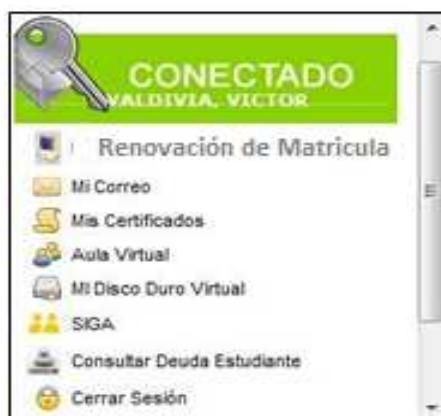 CONECTADO
VALDIVIA, VICTOR
Renovación de Matricula
Mi Correo
Mis Certificados
Aula Virtual
Mi Disco Duro Virtual
SIGA
Consultar Deuda Estudiante
Cerrar Sesión